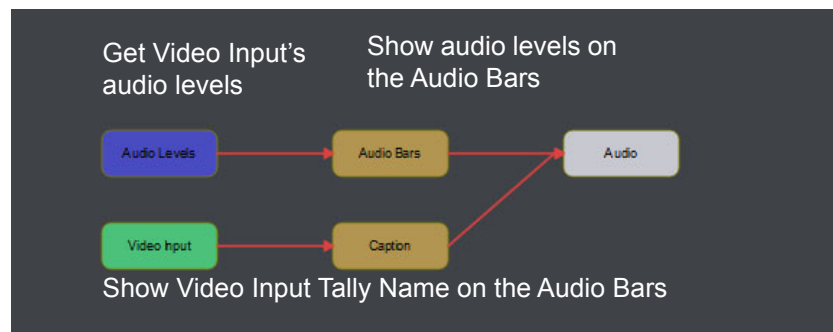 Get Video Input's
audio levels
Show audio levels on
the Audio Bars
Audio Levels
Audio Bars
Audio
Video Input
Caption
Show Video Input Tally Name on the Audio Bars